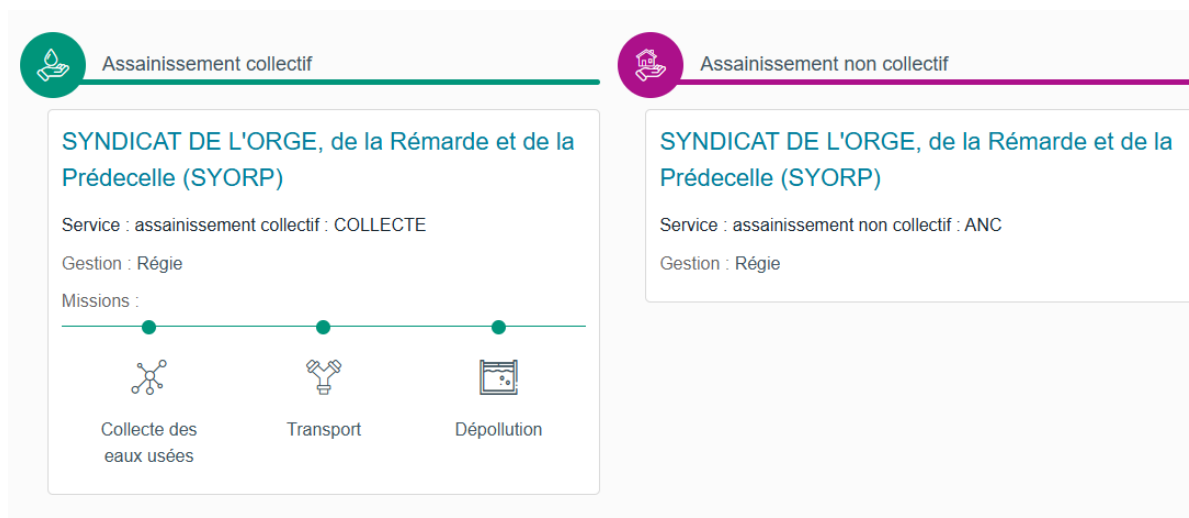 Assainissement collectif
SYNDICAT DE L'ORGE, de la Rémarde et de la
Prédecelle (SYORP)
Service : assainissement collectif : COLLECTE
Gestion : Régie
Missions :
Collecte des
eaux usées
Transport
Dépollution
Assainissement non collectif
SYNDICAT DE L'ORGE, de la Rémarde et de la
Prédecelle (SYORP)
Service : assainissement non collectif : ANC
Gestion : Régie